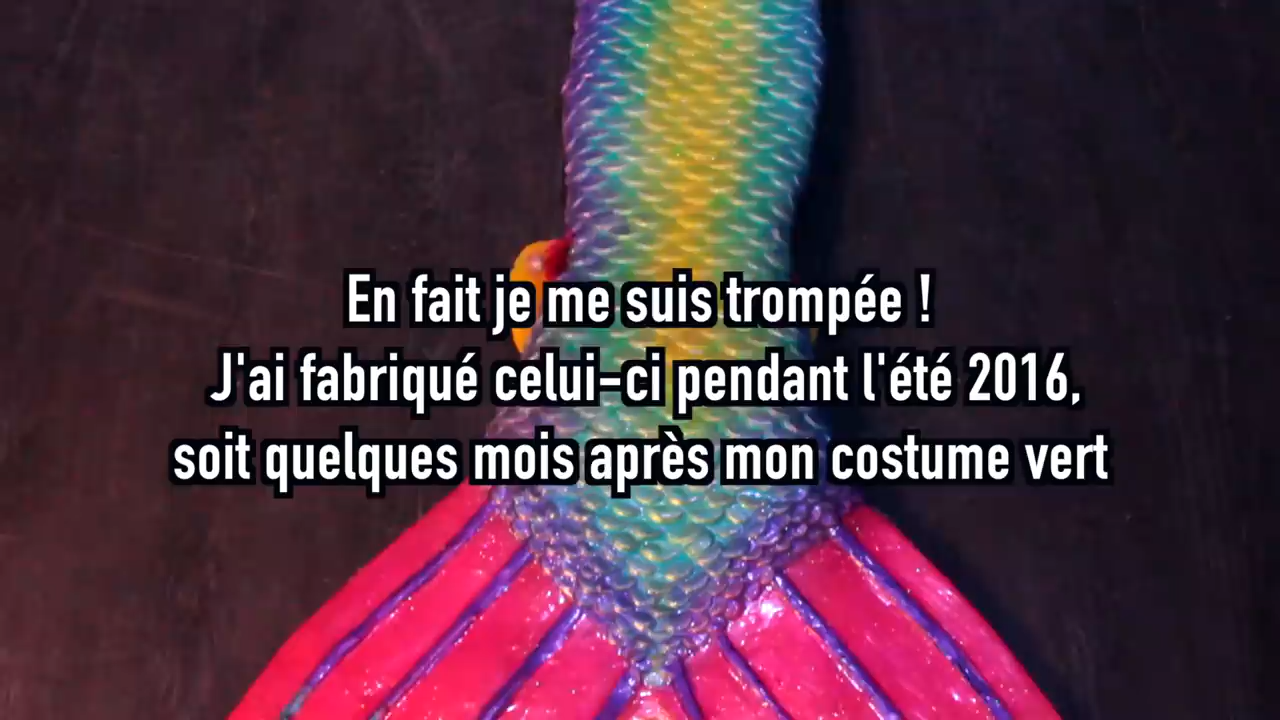 En fait je me suis trompée !
J'ai fabriqué celui-ci pendant l'été 2016,
soit quelques mois après mon costume vert